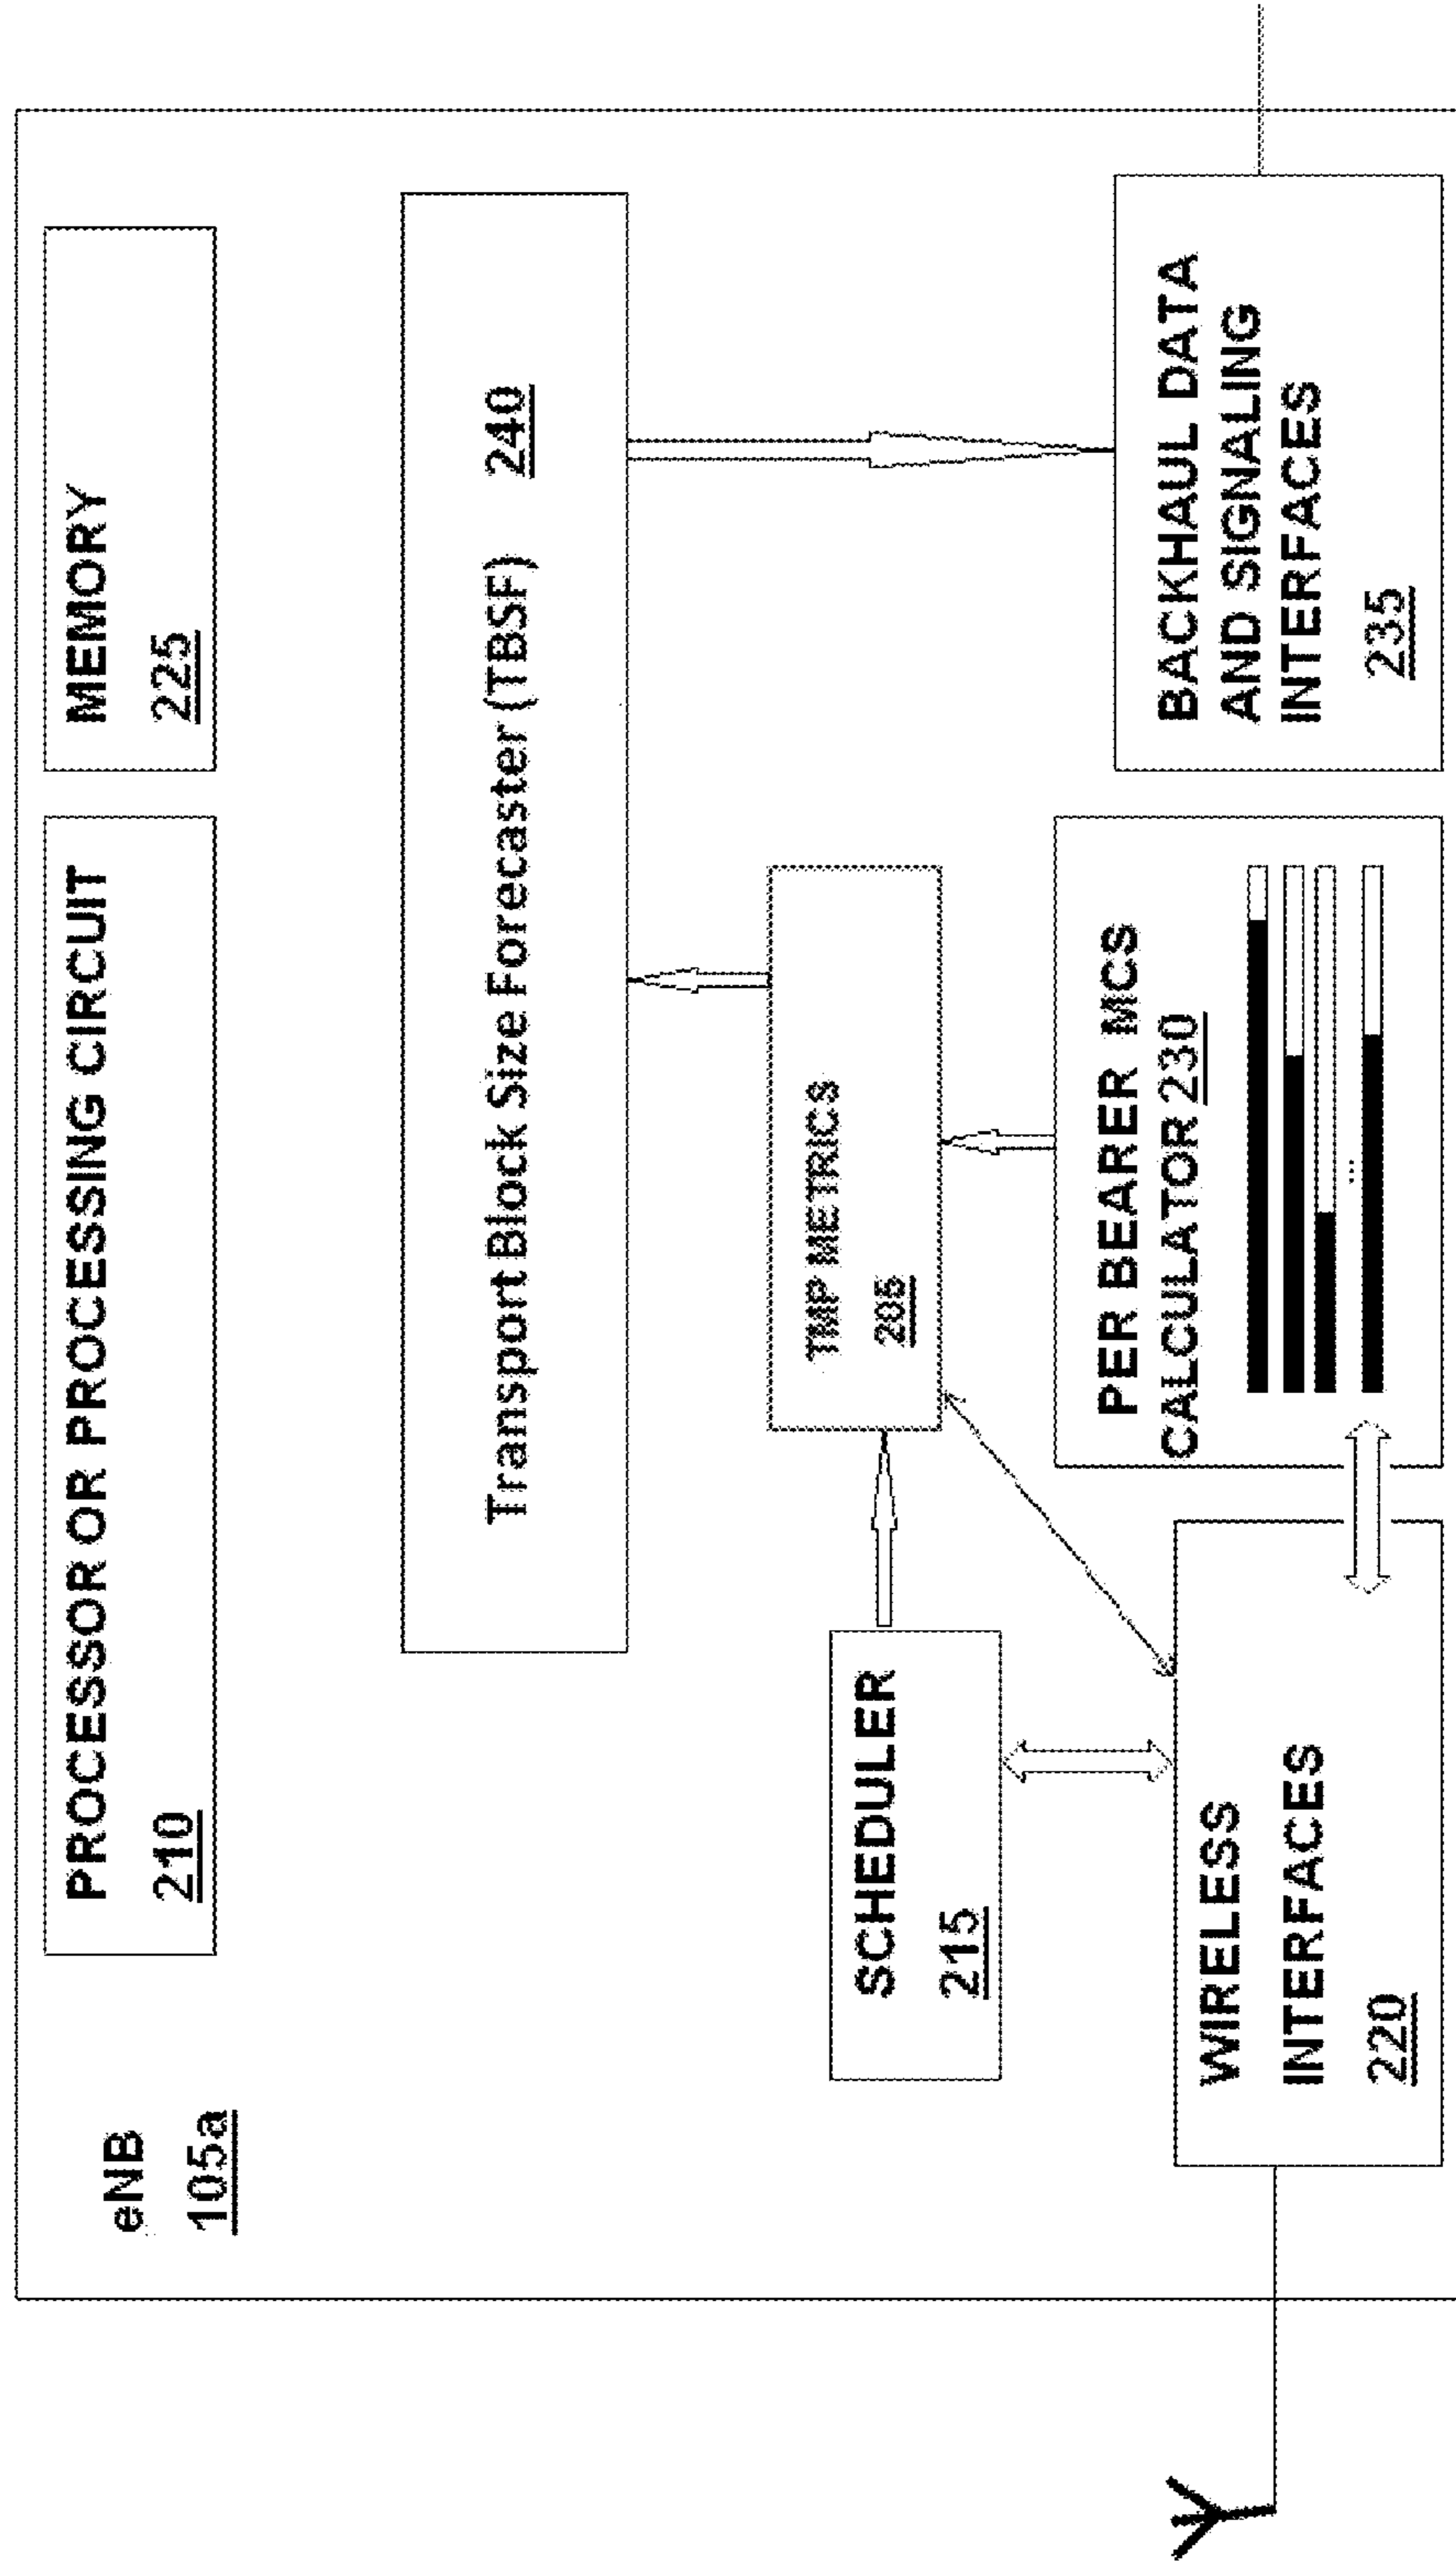 eNB
105a
PROCESSOR OR PROCESSING CIRCUIT
210
MEMORY
225
Transport Block Size Forecaster (TBSF) 240
TMP METRICS
205
SCHEDULER
215
WIRELESS
INTERFACES
220
PER BEARER MCS
CALCULATOR 230
...
BACKHAUL DATA
AND SIGNALING
INTERFACES
235